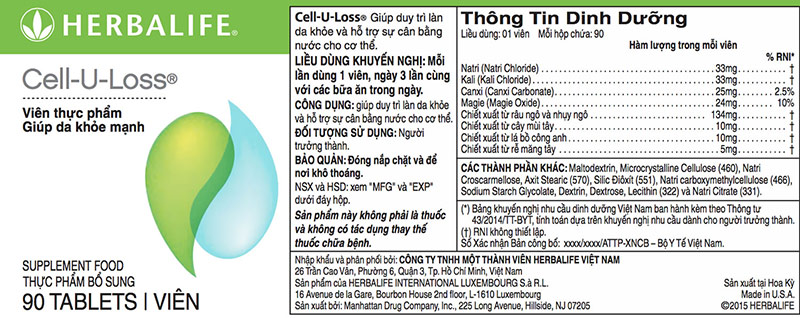 HERBALIFE®
Cell-U-Loss®
Viên thực phẩm
Giúp da khỏe mạnh
SUPPLEMENT FOOD
THỰC PHẨM BỔ SUNG
90 TABLETS | VIÊN
Cell-U-Loss® Giúp duy trì làn
da khỏe và hỗ trợ sự cân bằng
nước cho cơ thể.
LIỀU DÙNG KHUYẾN NGHỊ: Mỗi
lần dùng 1 viên, ngày 3 lần cùng
với các bữa ăn trong ngày.
CÔNG DỤNG: giúp duy trì làn da khỏe
và hỗ trợ sự cân bằng nước cho cơ thể.
ĐỐI TƯỢNG SỬ DỤNG: Người
trưởng thành.
BẢO QUẢN: Đóng nắp chặt và để
nơi khô thoáng.
NSX và HSD: xem "MFG" và "EXP"
dưới đáy hộp.
Sản phẩm này không phải là thuốc
và không có tác dụng thay thế
thuốc chữa bệnh.
Thông Tin Dinh Dưỡng
Liều dùng: 01 viên Mỗi hộp chứa: 90
Hàm lượng trong mỗi viên
% RNI*
Natri (Natri Chloride) 33mg †
Kali (Kali Chloride) 33mg †
Canxi (Canxi Carbonate) 25mg 2.5%
Magie (Magie Oxide) 24mg 10%
Chiết xuất từ râu ngô và nhụy ngô 134mg †
Chiết xuất từ cây mùi tây 10mg †
Chiết xuất từ lá bồ công anh 10mg †
Chiết xuất từ rễ măng tây 5mg †
CÁC THÀNH PHẦN KHÁC: Maltodextrin, Microcrystalline Cellulose (460), Natri
Croscarmellose, Axit Stearic (570), Silic Điôxit (551), Natri carboxymethylcellulose (466),
Sodium Starch Glycolate, Dextrin, Dextrose, Lecithin (322) và Natri Citrate (331).
(*) Bảng khuyến nghị nhu cầu dinh dưỡng Việt Nam ban hành kèm theo Thông tư
43/2014/TT-BYT, tính toán dựa trên khuyến nghị nhu cầu dành cho người trưởng thành.
(†) RNI không thiết lập.
Số Xác nhận Bản công bố: xxxx/xxxx/ATTP-XNCB – Bộ Y Tế Việt Nam.
Nhập khẩu và phân phối bởi: CÔNG TY TNHH MỘT THÀNH VIÊN HERBALIFE VIỆT NAM
26 Trần Cao Vân, Phường 6, Quận 3, Tp. Hồ Chí Minh, Việt Nam
Sản phẩm của HERBALIFE INTERNATIONAL LUXEMBOURG S.à R.L.
16 Avenue de la Gare, Bourbon House 2nd floor, L-1610 Luxembourg
Sản xuất bởi: Manhattan Drug Company, Inc., 225 Long Avenue, Hillside, NJ 07205
Sản xuất tại Hoa Kỳ
Made in U.S.A.
©2015 HERBALIFE